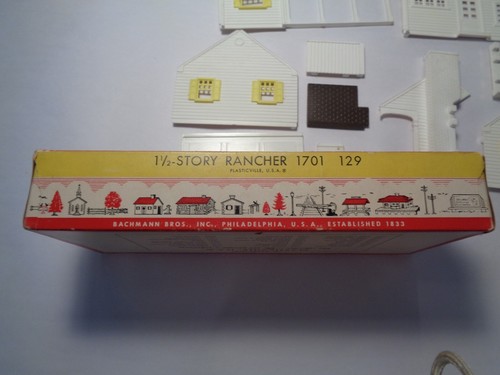 1½-STORY RANCHER 1701 129
PLASTICVILLE, U.S.A.®
BACHMANN BROS., INC., PHILADELPHIA, U.S.A., ESTABLISHED 1833